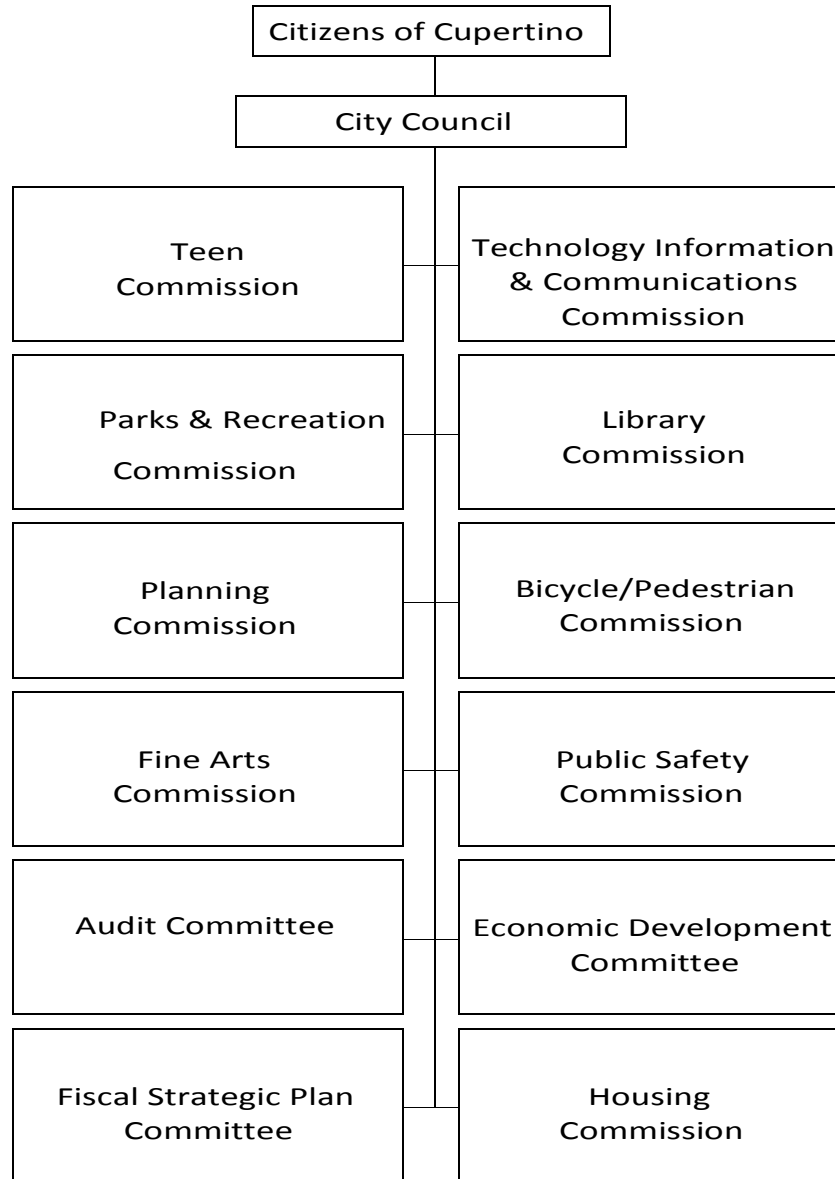 Citizens of Cupertino
City Council
Teen
Commission
Technology Information
& Communications
Commission
Parks & Recreation
Commission
Library
Commission
Planning
Commission
Bicycle/Pedestrian
Commission
Fine Arts
Commission
Public Safety
Commission
Audit Committee
Economic Development
Committee
Fiscal Strategic Plan
Committee
Housing
Commission